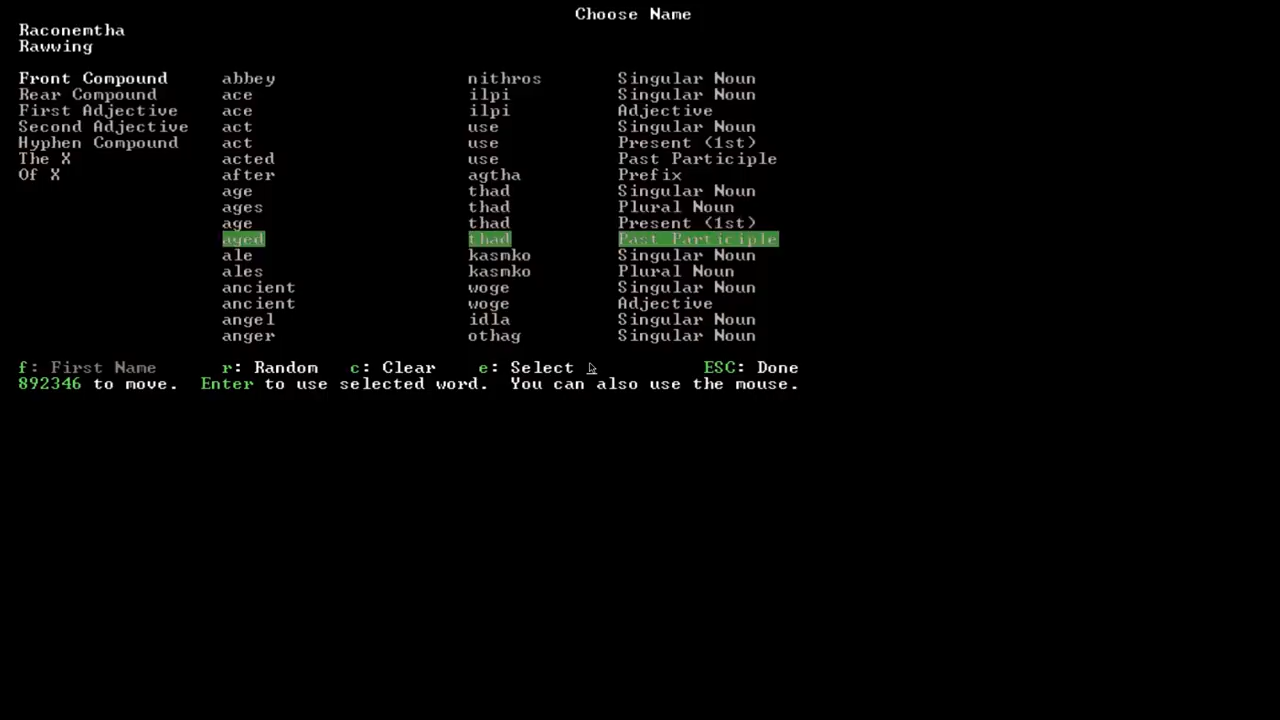 Choose Name
Raconemtha
Rawwing
Front Compound abbey nithros Singular Noun
Rear Compound ace ilpi Singular Noun
First Adjective ace ilpi Adjective
Second Adjective act use Singular Noun
Hyphen Compound act use Present (1st)
The X acted use Past Participle
Of X after agtha Prefix
age thad Singular Noun
ages thad Plural Noun
age thad Present (1st)
aged thad Past Participle
ale kasmko Singular Noun
ales kasmko Plural Noun
ancient woge Singular Noun
ancient woge Adjective
angel idla Singular Noun
anger othag Singular Noun
f: First Name r: Random c: Clear e: Select ESC: Done
892346 to move. Enter to use selected word. You can also use the mouse.